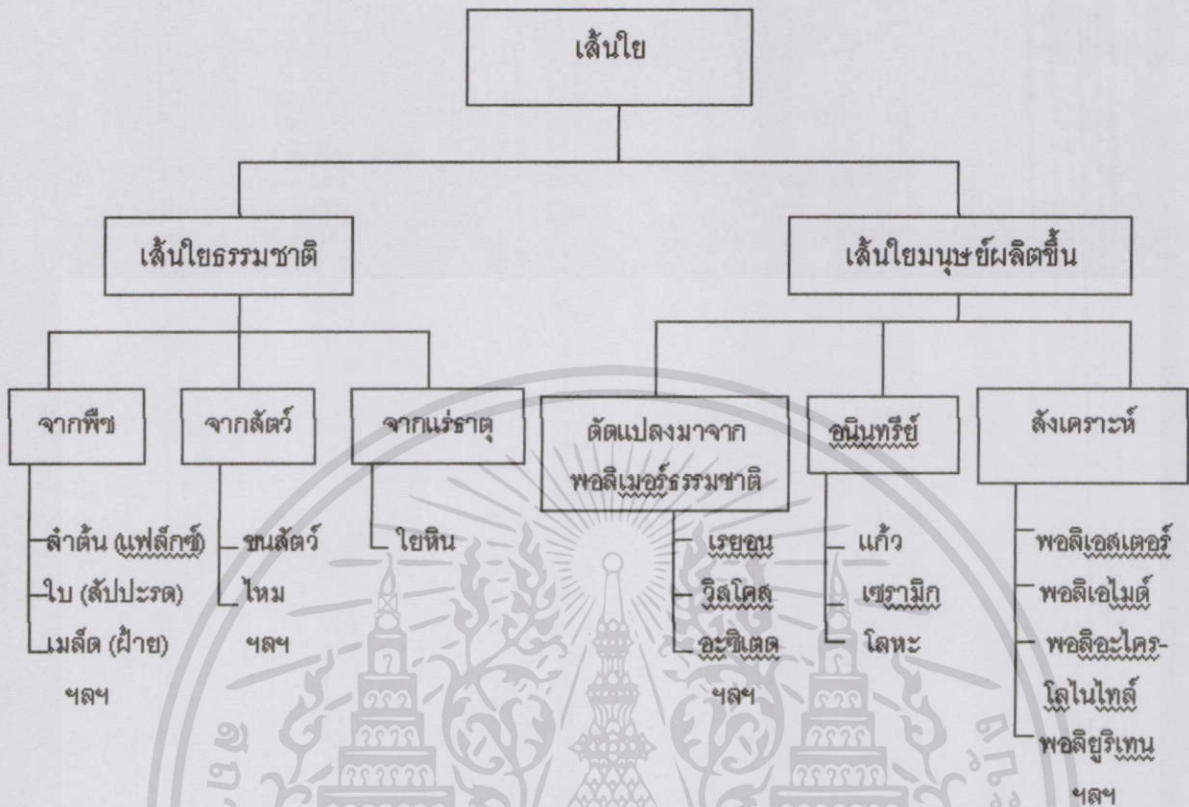 เส้นใย
เส้นใยธรรมชาติ
เส้นใยมนุษย์ผลิตขึ้น
จากพืช
จากสัตว์
จากแร่ธาตุ
ดัดแปลงมาจาก
พอลิเมอร์ธรรมชาติ
อนินทรีย์
สังเคราะห์
ลำต้น (แฟล็กซ์)
ใบ (สัปปะรด)
เมล็ด (ฝ้าย)
ฯลฯ
ขนสัตว์
ไหม
ฯลฯ
ใยหิน
เรยอน
วิลโคส
อะซิเตด
ฯลฯ
แก้ว
เซรามิก
โลหะ
พอลิเอสเตอร์
พอลิเอไมด์
พอลิอะไคร-
โลไนไทล์
พอลิยูริเทน
ฯลฯ